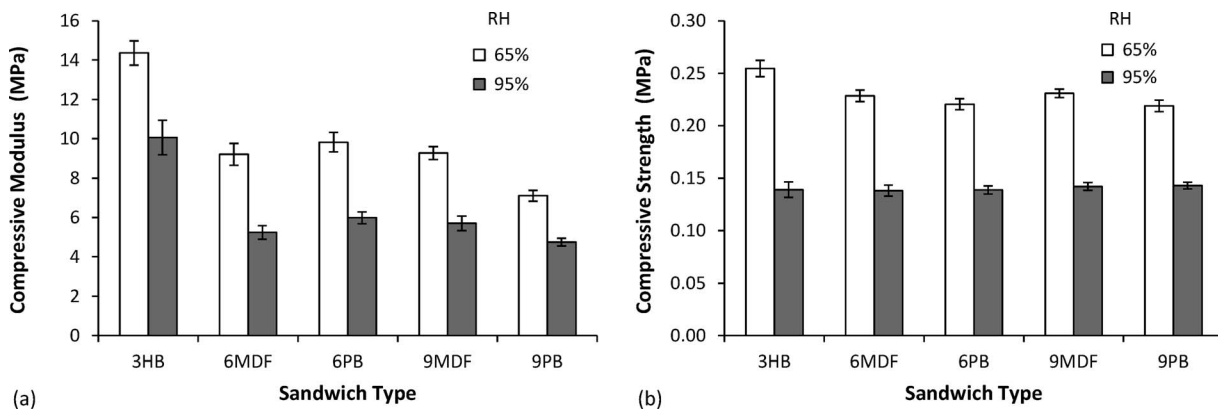 Compressive Modulus (MPa)
16
14
12
10
8
6
4
2
0
RH
65%
95%
3HB 6MDF 6PB 9MDF 9PB
Sandwich Type
(a)
Compressive Strength (MPa)
0.30
0.25
0.20
0.15
0.10
0.05
0.00
RH
65%
95%
3HB 6MDF 6PB 9MDF 9PB
Sandwich Type
(b)